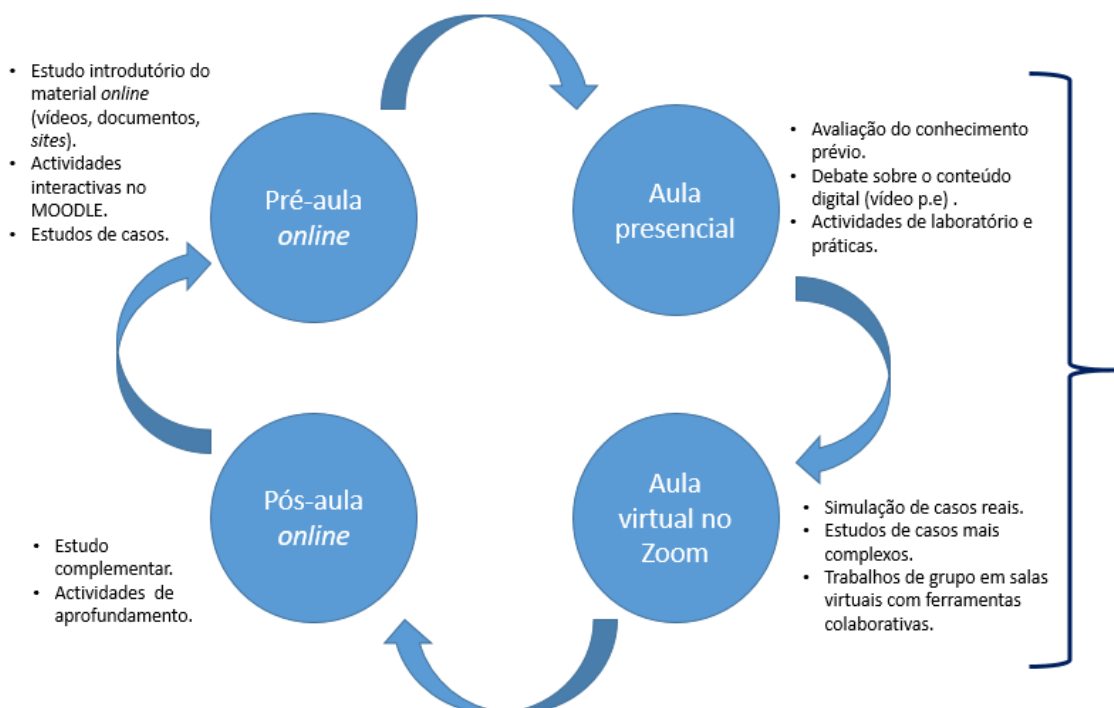 • Estudo introdutório do
material online
(vídeos, documentos,
sites).
• Actividades
interactivas no
MOODLE.
• Estudos de casos.
Pré-aula
online
Aula
presencial
• Avaliação do conhecimento
prévio.
• Debate sobre o conteúdo
digital (vídeo p.e) .
• Actividades de laboratório e
práticas.
Aula
virtual no
Zoom
• Simulação de casos reais.
• Estudos de casos mais
complexos.
• Trabalhos de grupo em salas
virtuais com ferramentas
colaborativas.
Pós-aula
online
• Estudo
complementar.
• Actividades de
aprofundamento.